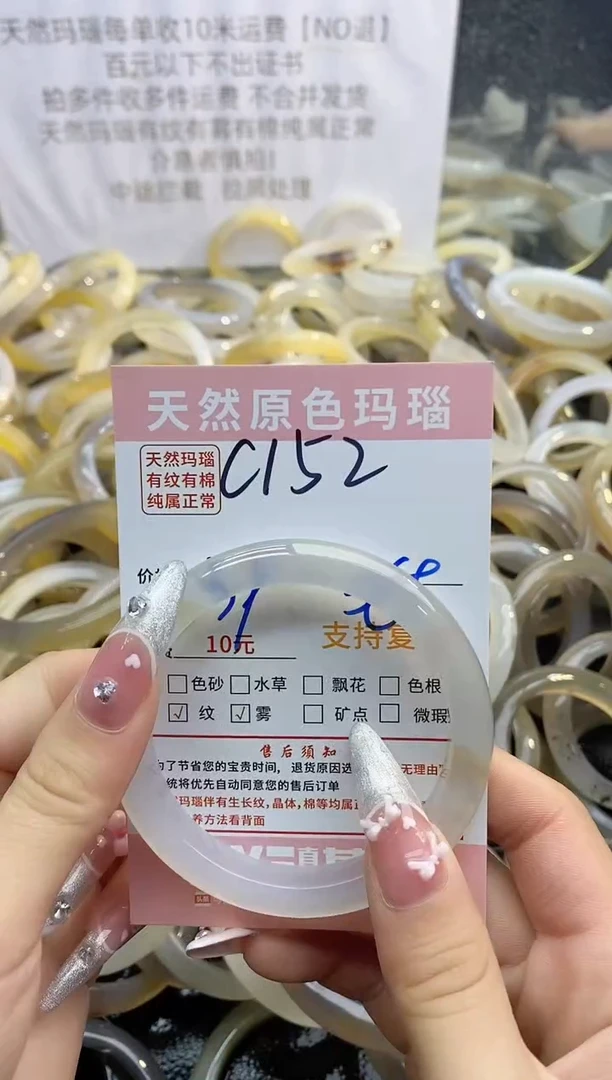 天然玛瑙每单收10米运费【NO退】
百元以下不出证书
拍多件收多件运费 不合并发货
天然玛瑙有纹有雾有棉纯属正常
介意者慎拍!
中途拦截 拉黑处理
天然原色玛瑙
天然玛瑙
有纹有棉
纯属正常
C152
10元
支持复
色砂 水草 飘花 色根
√ 纹 √ 雾 矿点 微瑕
售后须知
为了节省您的宝贵时间, 退货原因选 无理由"
统将优先自动同意您的售后订单
玛瑙伴有生长纹,晶体,棉等均属正
养方法看背面